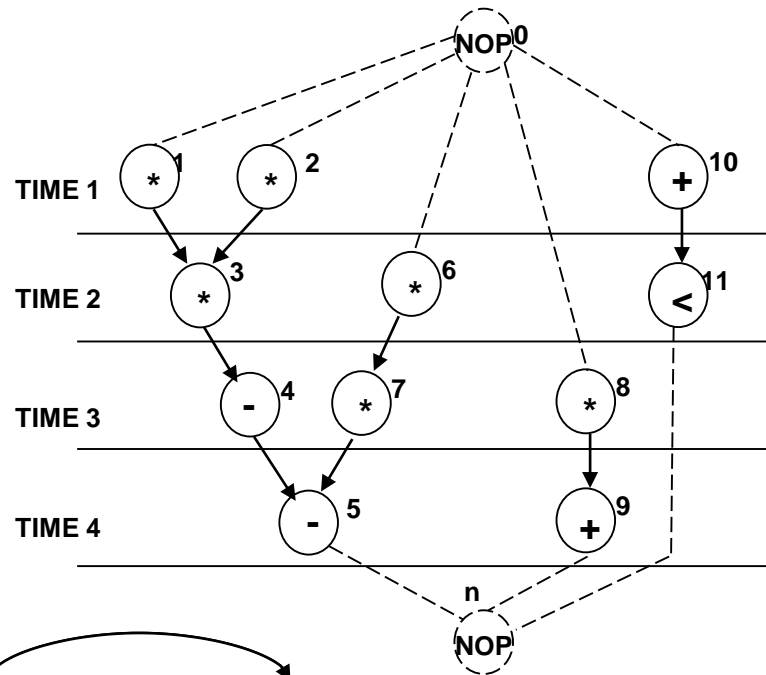 NOP 0
* 1 * 2 + 10
TIME 1
* 3 * 6 < 11
TIME 2
- 4 * 7 * 8
TIME 3
- 5 + 9
TIME 4
n
NOP